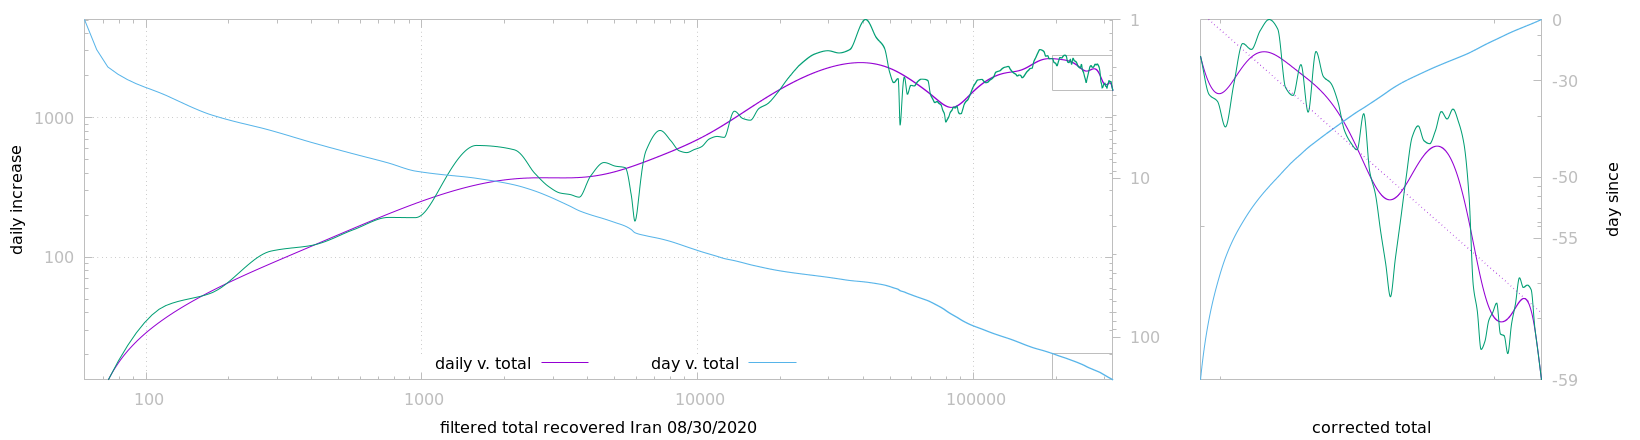 daily increase
1000
100
100
1000
10000
100000
1
10
100
daily v. total
day v. total
filtered total recovered Iran 08/30/2020
0
-30
-50
-55
-59
day since
corrected total